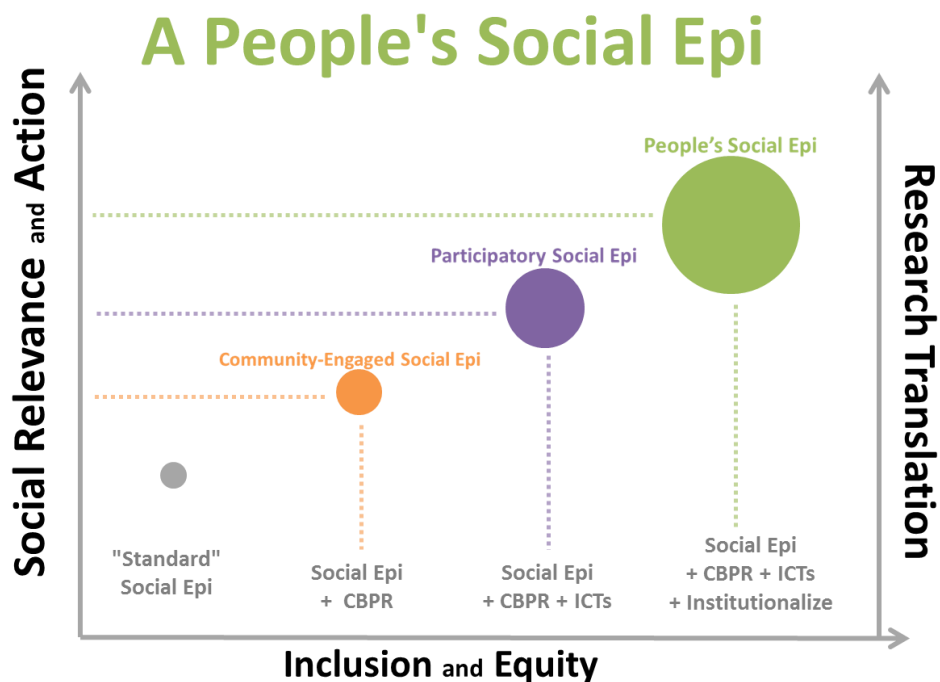 A People's Social Epi
Social Relevance and Action
People's Social Epi
Participatory Social Epi
Community-Engaged Social Epi
"Standard"
Social Epi
Social Epi
+ CBPR
Social Epi
+ CBPR + ICTs
Social Epi
+ CBPR + ICTs
+ Institutionalize
Research Translation
Inclusion and Equity